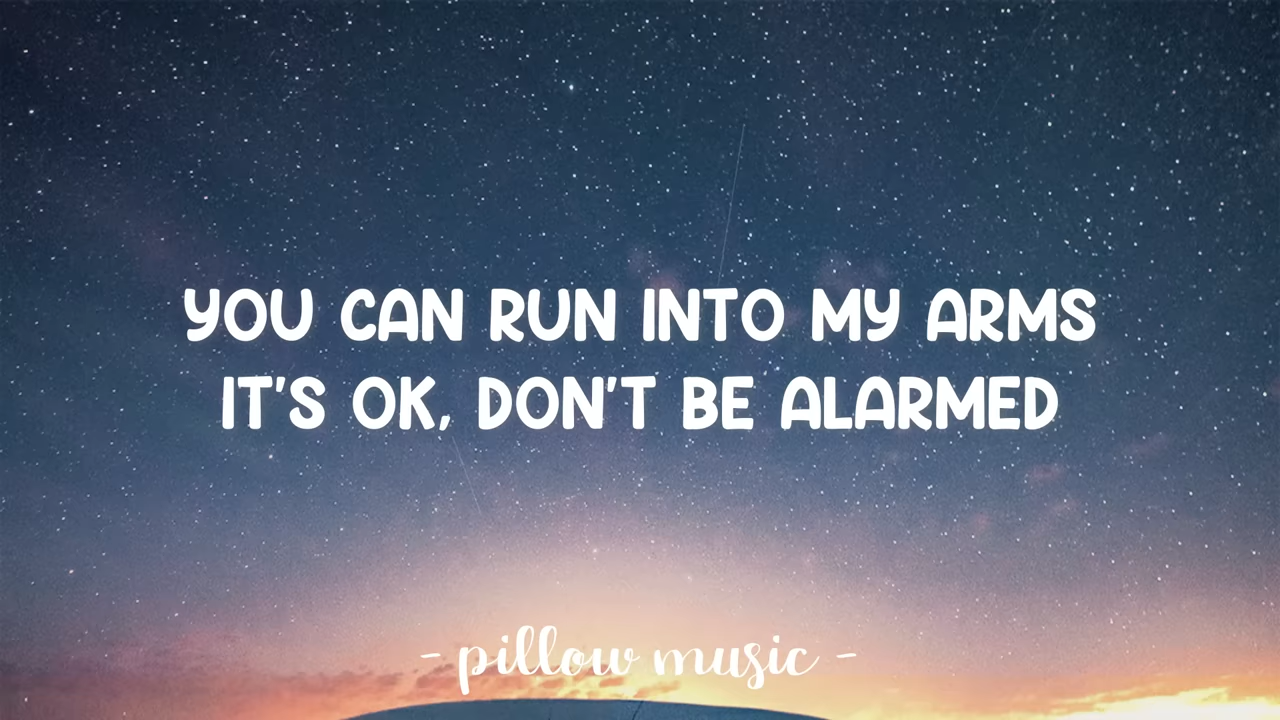 YOU CAN RUN INTO MY ARMS
IT'S OK, DON'T BE ALARMED
- pillow music -